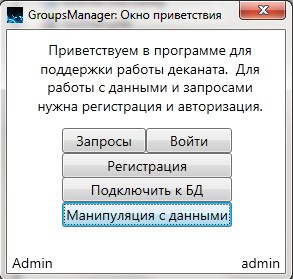 GroupsManager: Окно приветствия
Приветствуем в программе для
поддержки работы деканата. Для
работы с данными и запросами
нужна регистрация и авторизация.
Запросы Войти
Регистрация
Подключить к БД
Манипуляция с данными
Admin admin